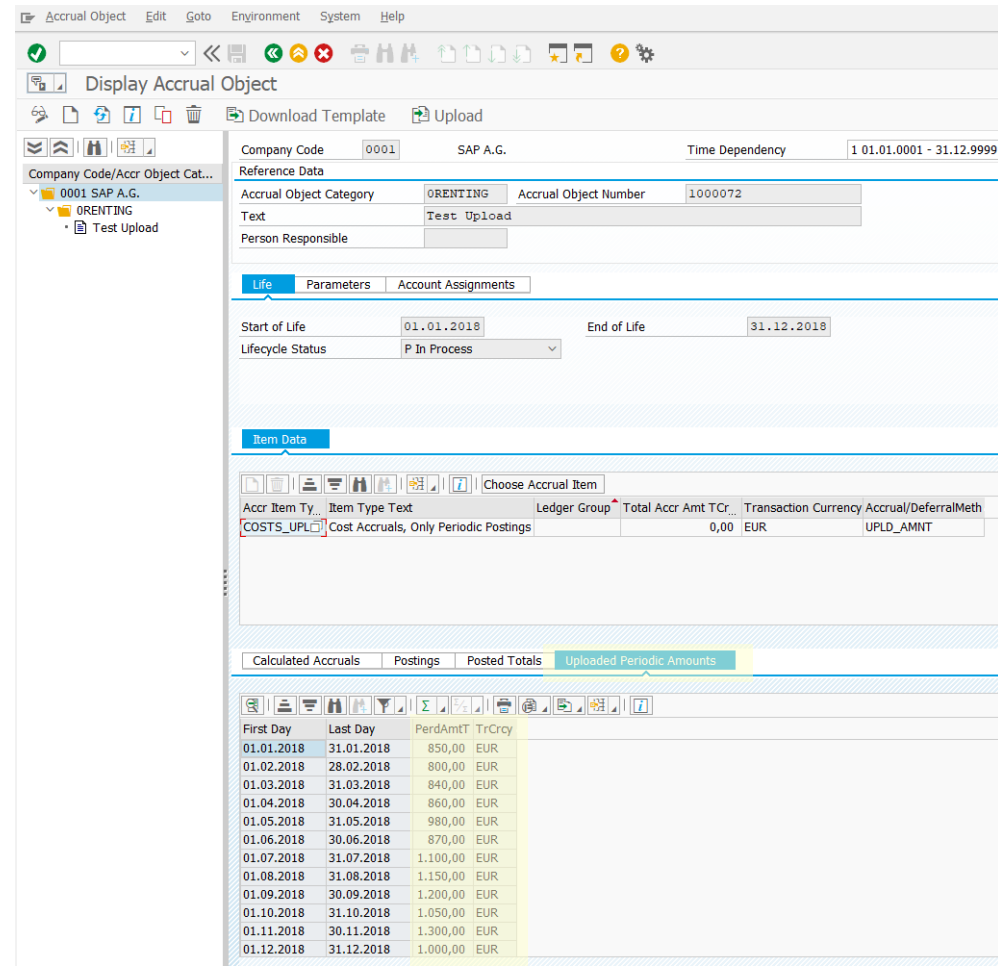 Accrual Object Edit Goto Environment System Help
Display Accrual Object
Download Template Upload
Company Code/Accr Object Cat...
0001 SAP A.G.
0RENTING
Test Upload
Company Code 0001 SAP A.G. Time Dependency 1 01.01.0001 - 31.12.9999
Reference Data
Accrual Object Category 0RENTING Accrual Object Number 1000072
Text Test Upload
Person Responsible
Life Parameters Account Assignments
Start of Life 01.01.2018 End of Life 31.12.2018
Lifecycle Status P In Process
Item Data
Choose Accrual Item
Accr Item Ty... Item Type Text Ledger Group Total Accr Amt TCr... Transaction Currency Accrual/DeferralMeth
COSTS_UPL Cost Accruals, Only Periodic Postings 0,00 EUR UPLD_AMNT
Calculated Accruals Postings Posted Totals Uploaded Periodic Amounts
First Day Last Day PerdAmtT TrCrcy
01.01.2018 31.01.2018 850,00 EUR
01.02.2018 28.02.2018 800,00 EUR
01.03.2018 31.03.2018 840,00 EUR
01.04.2018 30.04.2018 860,00 EUR
01.05.2018 31.05.2018 980,00 EUR
01.06.2018 30.06.2018 870,00 EUR
01.07.2018 31.07.2018 1.100,00 EUR
01.08.2018 31.08.2018 1.150,00 EUR
01.09.2018 30.09.2018 1.200,00 EUR
01.10.2018 31.10.2018 1.050,00 EUR
01.11.2018 30.11.2018 1.300,00 EUR
01.12.2018 31.12.2018 1.000,00 EUR